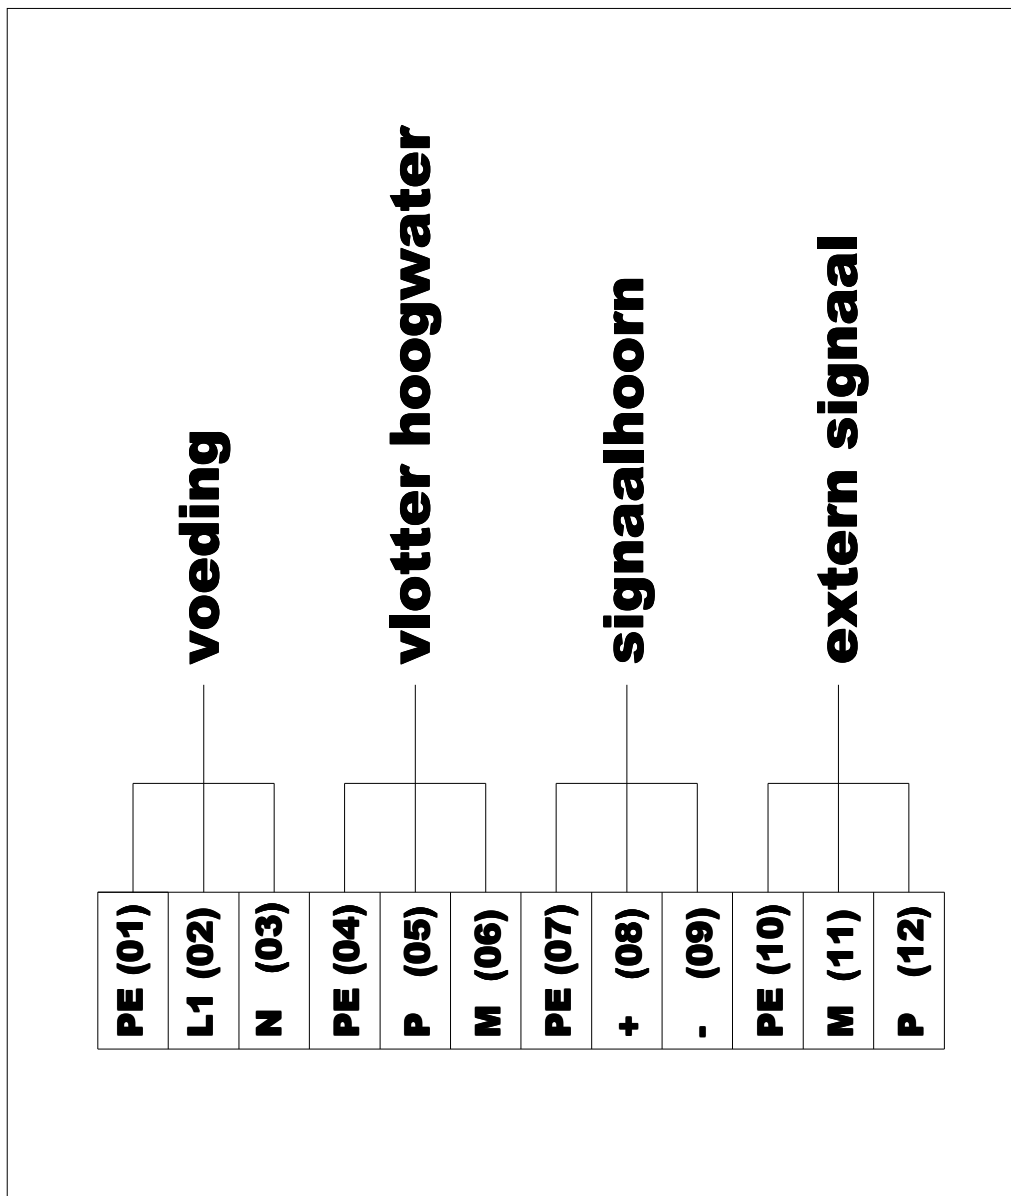 voeding
vlotter hoogwater
signaalhoorn
extern signaal
PE (01)
L1 (02)
N (03)
PE (04)
P (05)
M (06)
PE (07)
+ (08)
- (09)
PE (10)
M (11)
P (12)